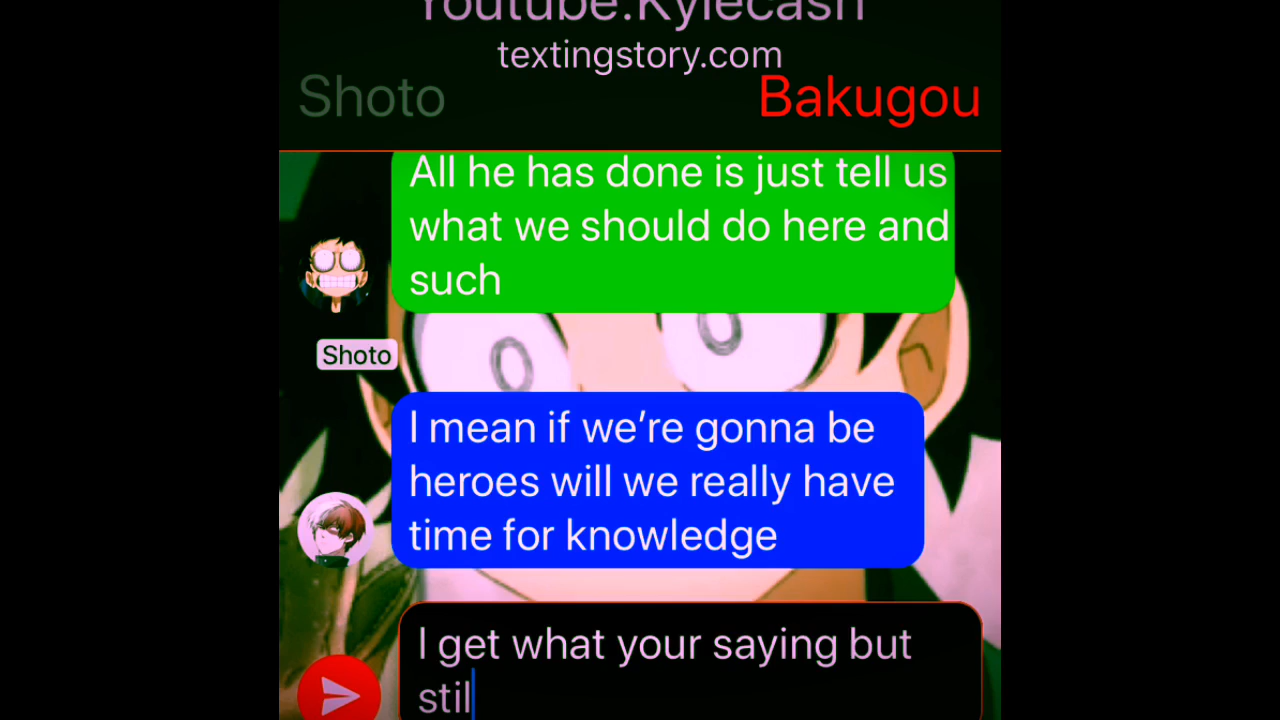 Youtube:Kylecash
textingstory.com
Shoto
Bakugou
All he has done is just tell us
what we should do here and
such
Shoto
I mean if we’re gonna be
heroes will we really have
time for knowledge
I get what your saying but
stil